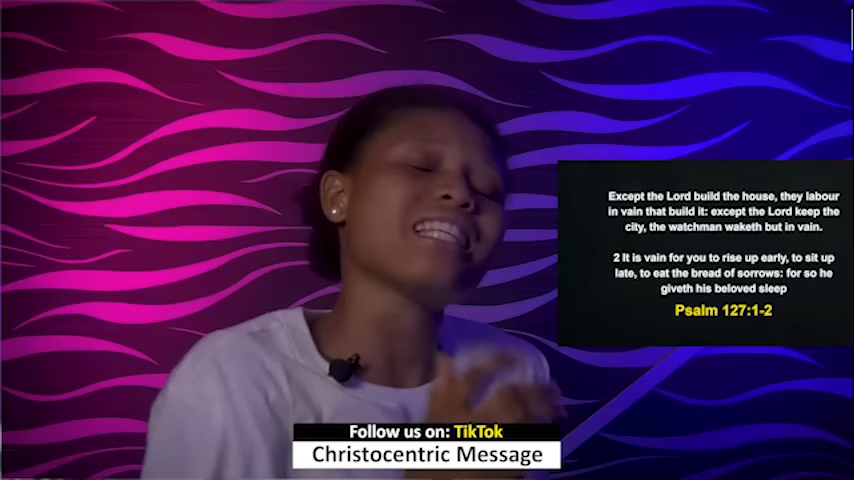 Except the Lord build the house, they labour
in vain that build it: except the Lord keep the
city, the watchman waketh but in vain.
2 It is vain for you to rise up early, to sit up
late, to eat the bread of sorrows: for so he
giveth his beloved sleep
Psalm 127:1-2
Follow us on: TikTok
Christocentric Message